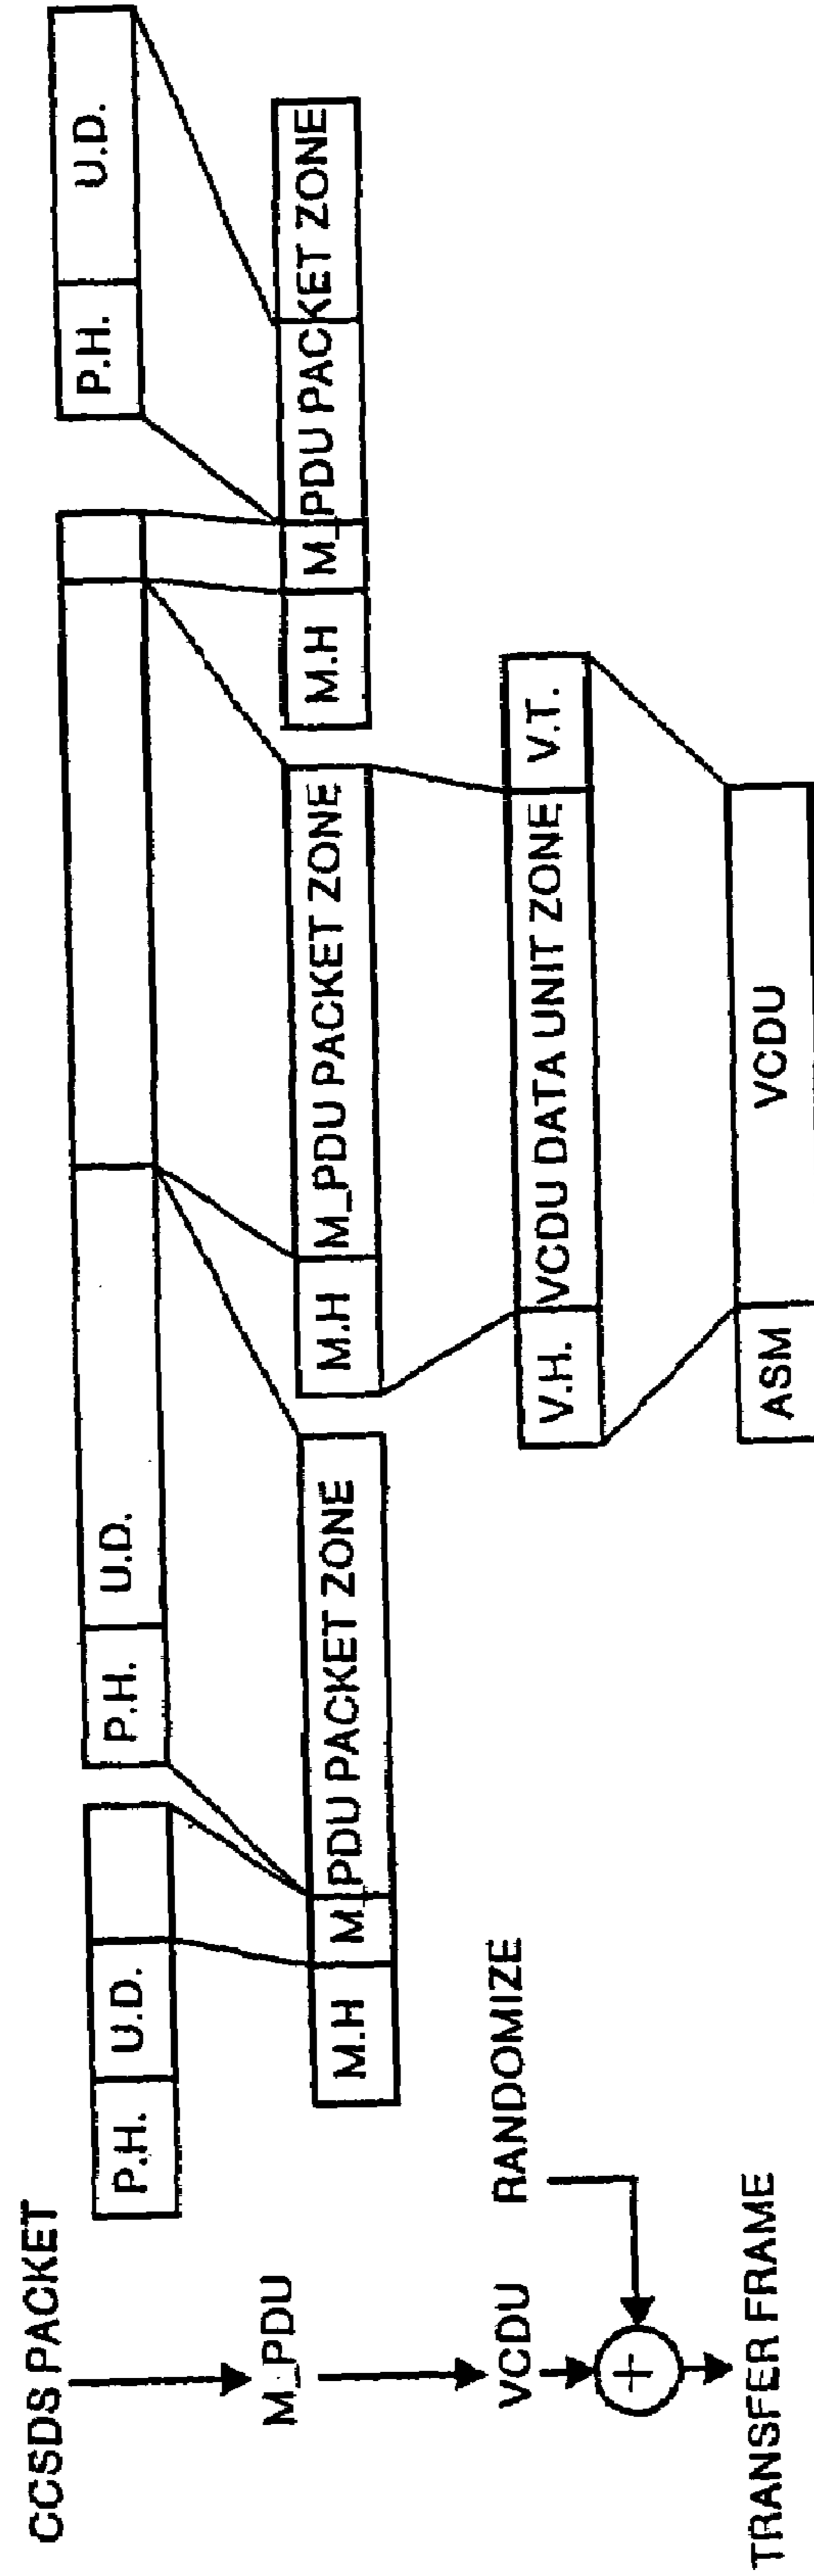 CCSDS PACKET
P.H. U.D.
P.H. U.D.
P.H. U.D.
M_PDU
M.H M_PDU PACKET ZONE
M.H M_PDU PACKET ZONE
M.H M_PDU PACKET ZONE
VCDU RANDOMIZE
V.H. VCDU DATA UNIT ZONE V.T.
+
TRANSFER FRAME
ASM VCDU